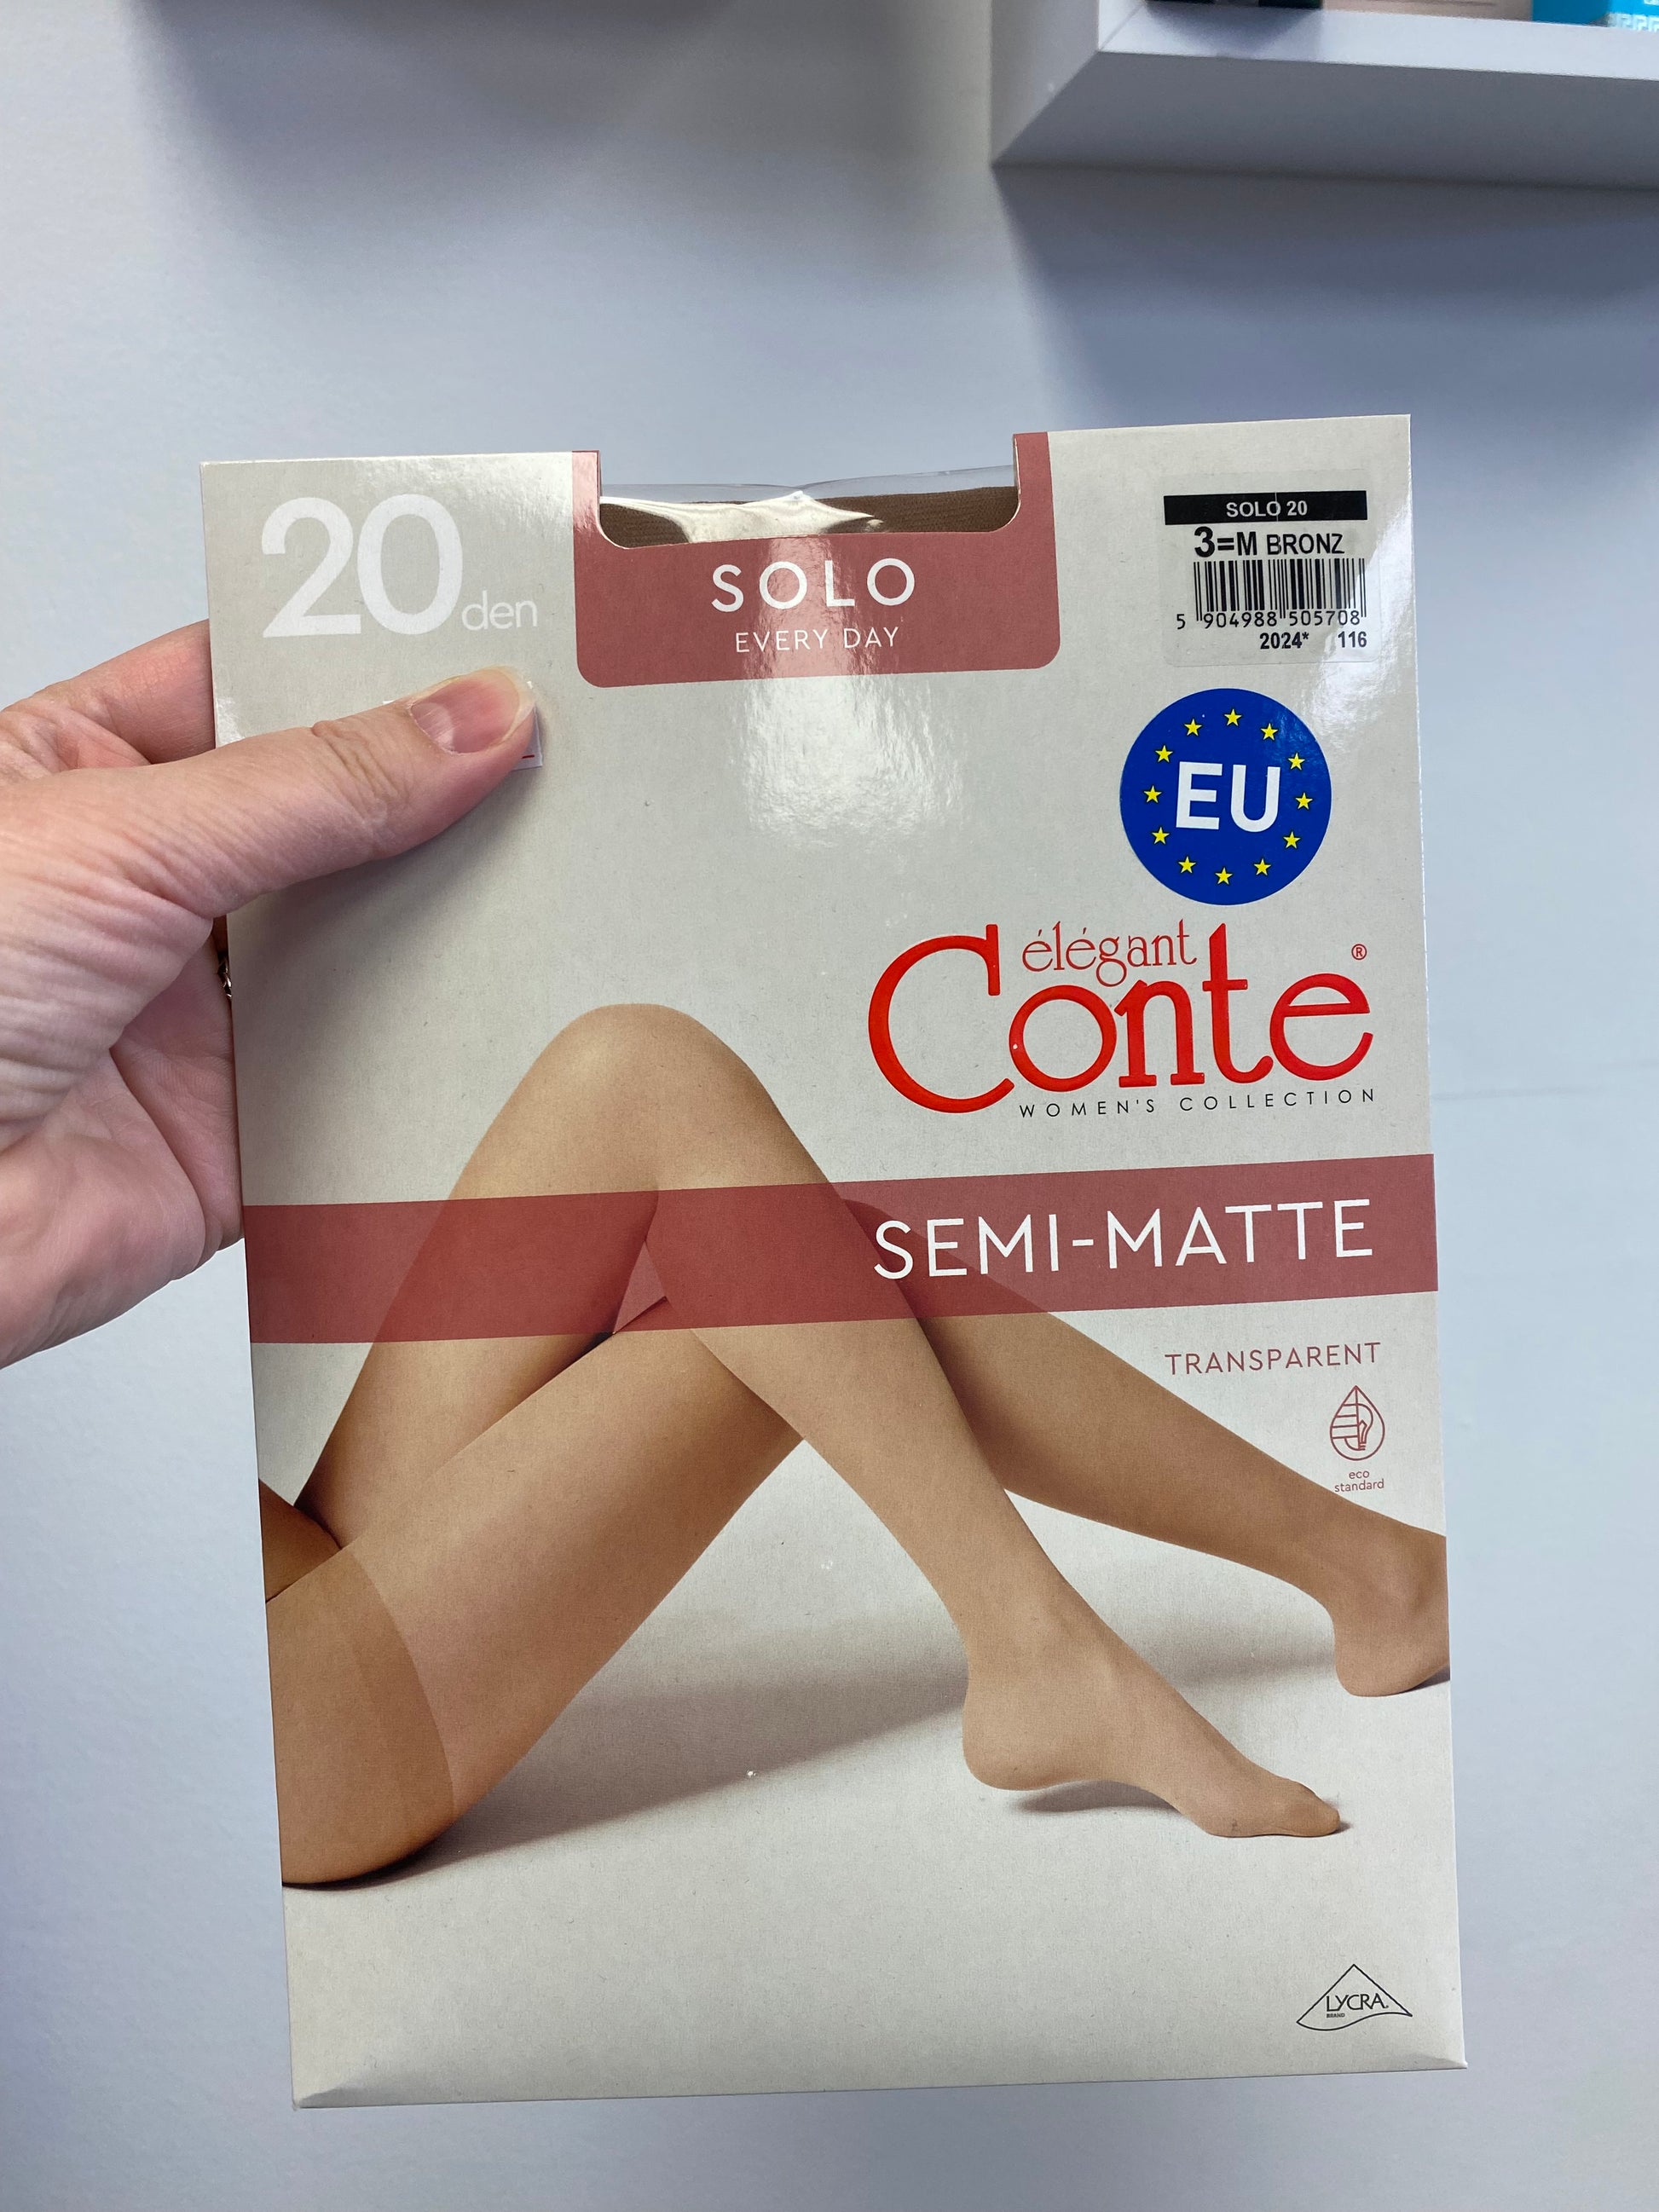 20 den
SOLO
EVERY DAY
SOLO 20
3=M BRONZ
5 904988 505708
2024* 116
EU
élégant
Conte ®
WOMEN'S COLLECTION
SEMI-MATTE
TRANSPARENT
eco
standard
LYCRA
BRAND